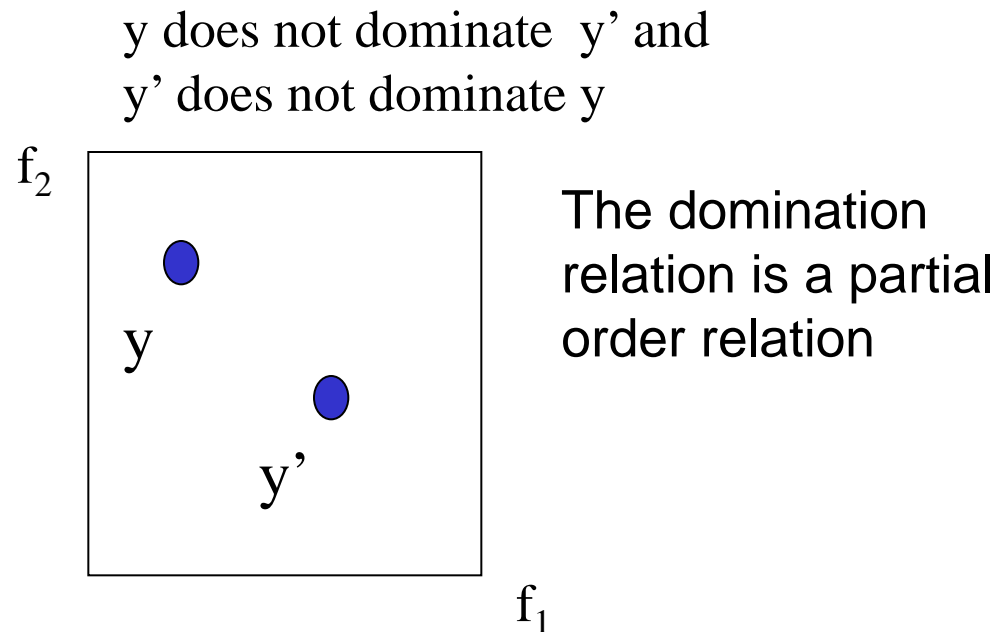 y does not dominate y’ and
y’ does not dominate y
f₂
The domination
relation is a partial
order relation
y
y’
f₁